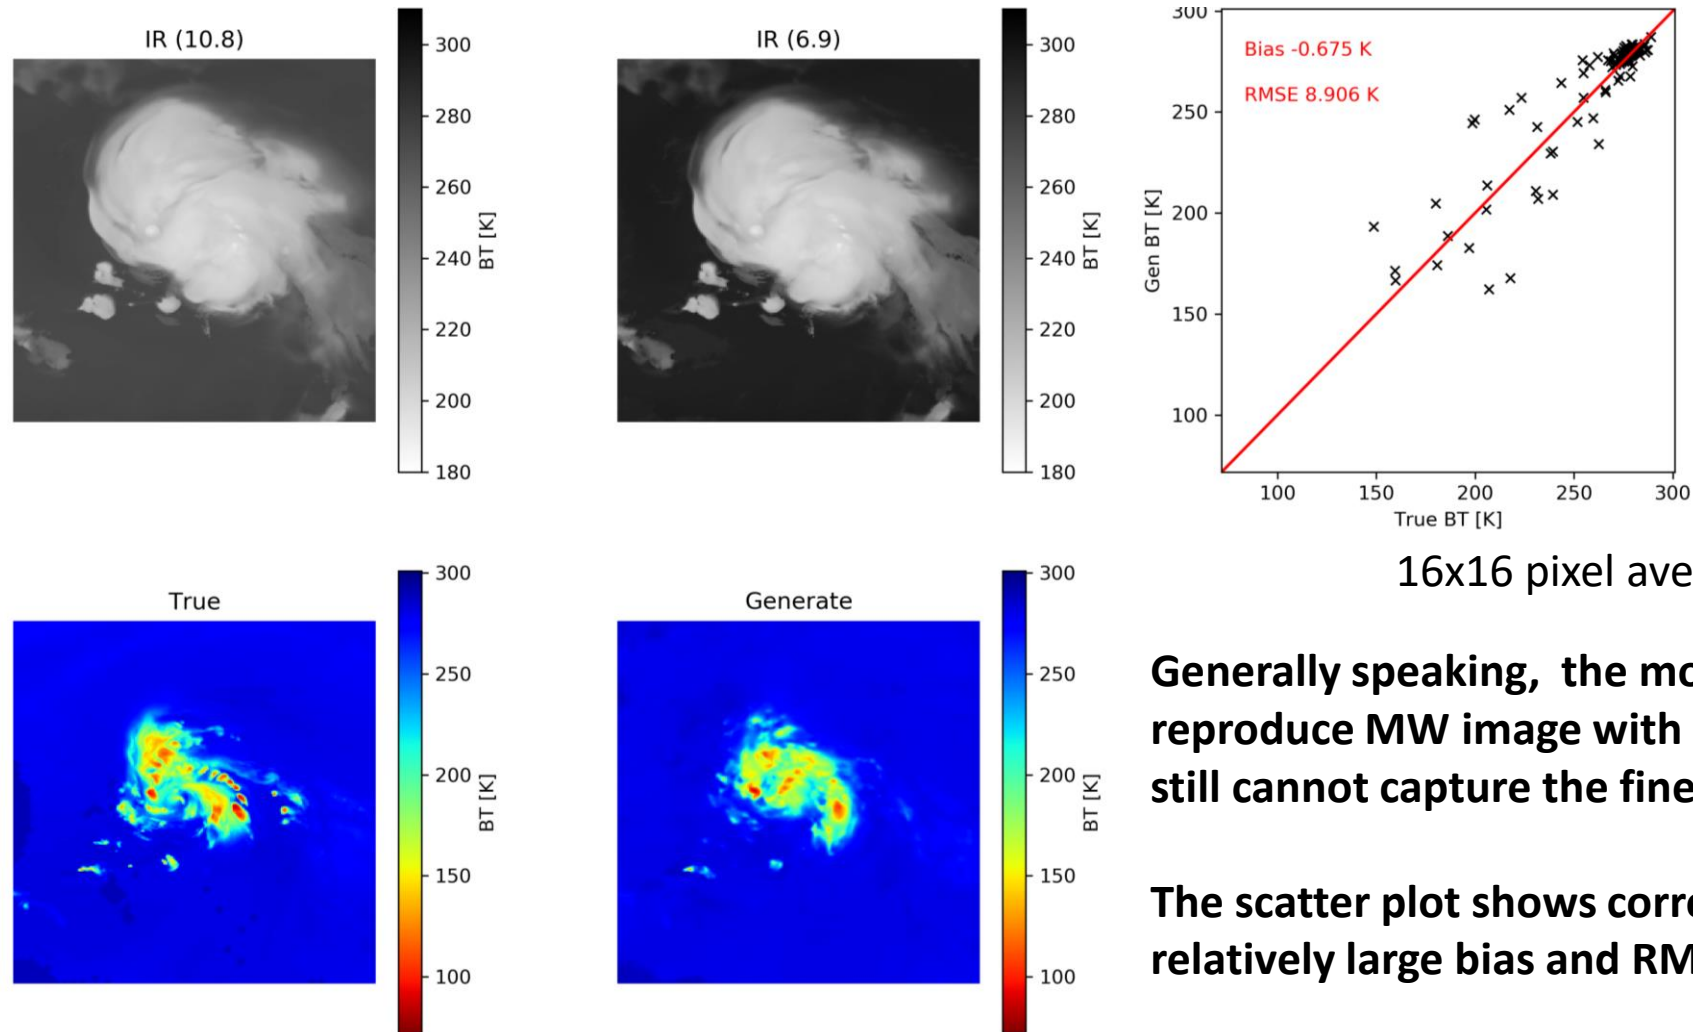 IR (10.8)
300
280
260
240
220
200
180
BT [K]
IR (6.9)
300
280
260
240
220
200
180
BT [K]
Bias -0.675 K
RMSE 8.906 K
300
250
200
150
100
Gen BT [K]
100 150 200 250 300
True BT [K]
16x16 pixel ave
True
300
250
200
150
100
BT [K]
Generate
300
250
200
150
100
BT [K]
Generally speaking, the mo
reproduce MW image with
still cannot capture the fine
The scatter plot shows corre
relatively large bias and RM